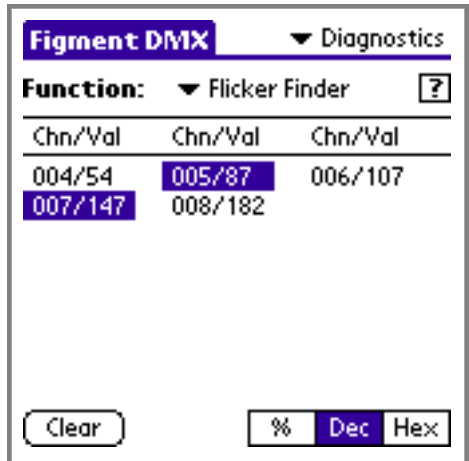 Figment DMX Diagnostics
Function: Flicker Finder ?
Chn/Val Chn/Val Chn/Val
004/54 005/87 006/107
007/147 008/182
Clear % Dec Hex